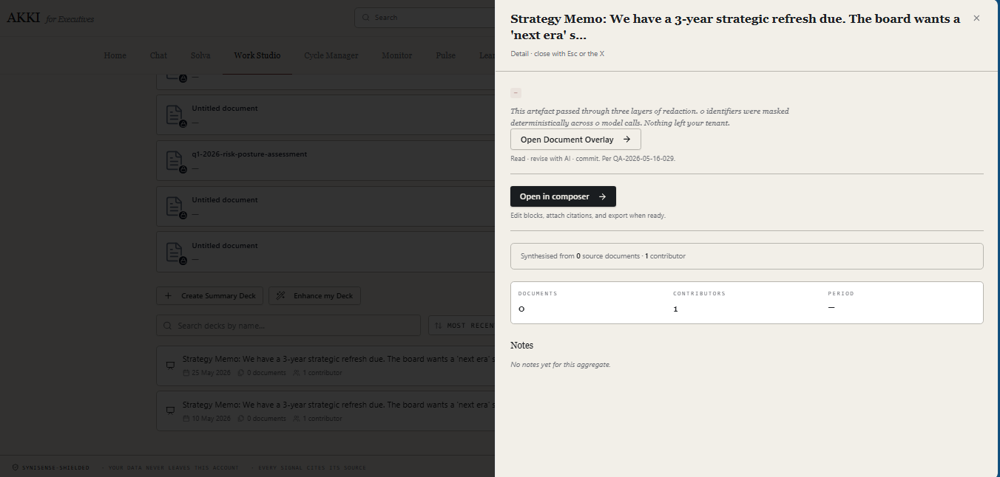 AKKI for Executives
Search
Home Chat Solva Work Studio Cycle Manager Monitor Pulse
—
Untitled document
—
q1-2026-risk-posture-assessment
—
Untitled document
—
Untitled document
—
Create Summary Deck Enhance my Deck
Search decks by name...
MOST RECEN
Strategy Memo: We have a 3-year strategic refresh due. The board wants a 'next era' s
25 May 2026 0 documents 1 contributor
Strategy Memo: We have a 3-year strategic refresh due. The board wants a 'next era' s
10 May 2026 0 documents 1 contributor
SYNISENSE-SHIELDED · YOUR DATA NEVER LEAVES THIS ACCOUNT · EVERY SIGNAL CITES ITS SOURCE
Strategy Memo: We have a 3-year strategic refresh due. The board wants a
'next era' s...
Detail · close with Esc or the X
—
This artefact passed through three layers of redaction. 0 identifiers were masked
deterministically across 0 model calls. Nothing left your tenant.
Open Document Overlay →
Read · revise with AI · commit. Per QA-2026-05-16-029.
Open in composer →
Edit blocks, attach citations, and export when ready.
Synthesised from 0 source documents · 1 contributor
DOCUMENTS CONTRIBUTORS PERIOD
0 1 —
Notes
No notes yet for this aggregate.